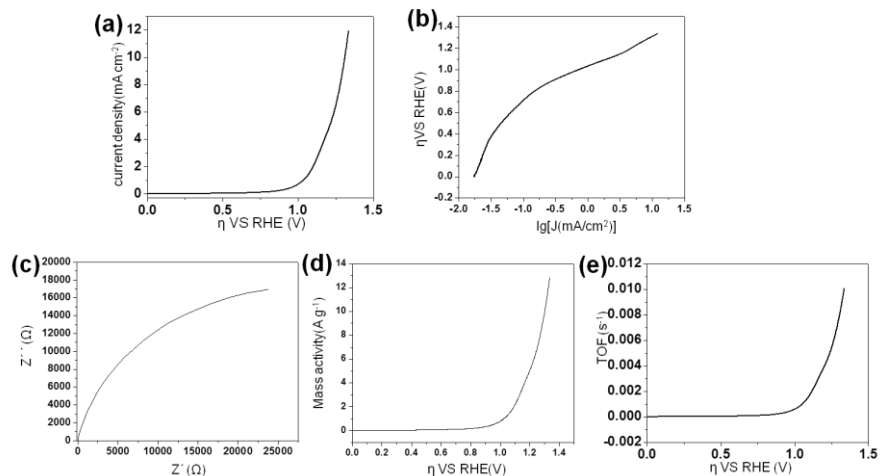 (a)
current density(mA cm⁻²)
12
10
8
6
4
2
0
0.0 0.5 1.0 1.5
η VS RHE (V)
(b)
ηVS RHE(V)
1.4
1.2
1.0
0.8
0.6
0.4
0.2
0.0
-0.2
-2.0 -1.5 -1.0 -0.5 0.0 0.5 1.0 1.5
lg[J(mA/cm²)]
(c)
Z´´(Ω)
20000
18000
16000
14000
12000
10000
8000
6000
4000
2000
0
0 5000 10000 15000 20000 25000
Z´(Ω)
(d)
Mass activity(A g⁻¹)
14
12
10
8
6
4
2
0
0.0 0.2 0.4 0.6 0.8 1.0 1.2 1.4
η VS RHE(V)
(e)
TOF (s⁻¹)
0.012
0.010
0.008
0.006
0.004
0.002
0.000
-0.002
0.0 0.5 1.0 1.5
η VS RHE (V)